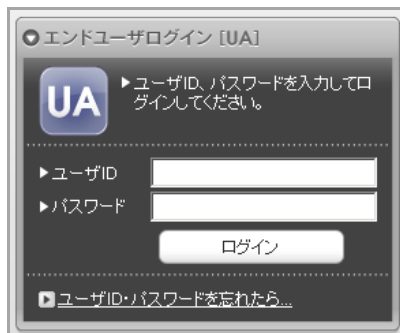 エンドユーザログイン [UA]
UA
ユーザID、パスワードを入力してロ
グインしてください。
ユーザID
パスワード
ログイン
ユーザID・パスワードを忘れたら...